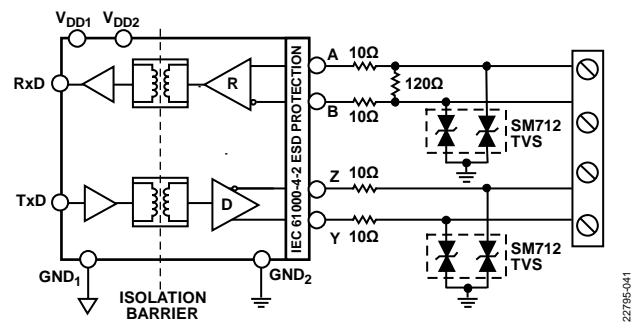 VDD1 VDD2
RxD
R
IEC 61000-4-2 ESD PROTECTION
A
10Ω
120Ω
B
10Ω
SM712
TVS
TxD
D
Z
10Ω
Y
10Ω
SM712
TVS
GND1
GND2
ISOLATION
BARRIER
22795-041